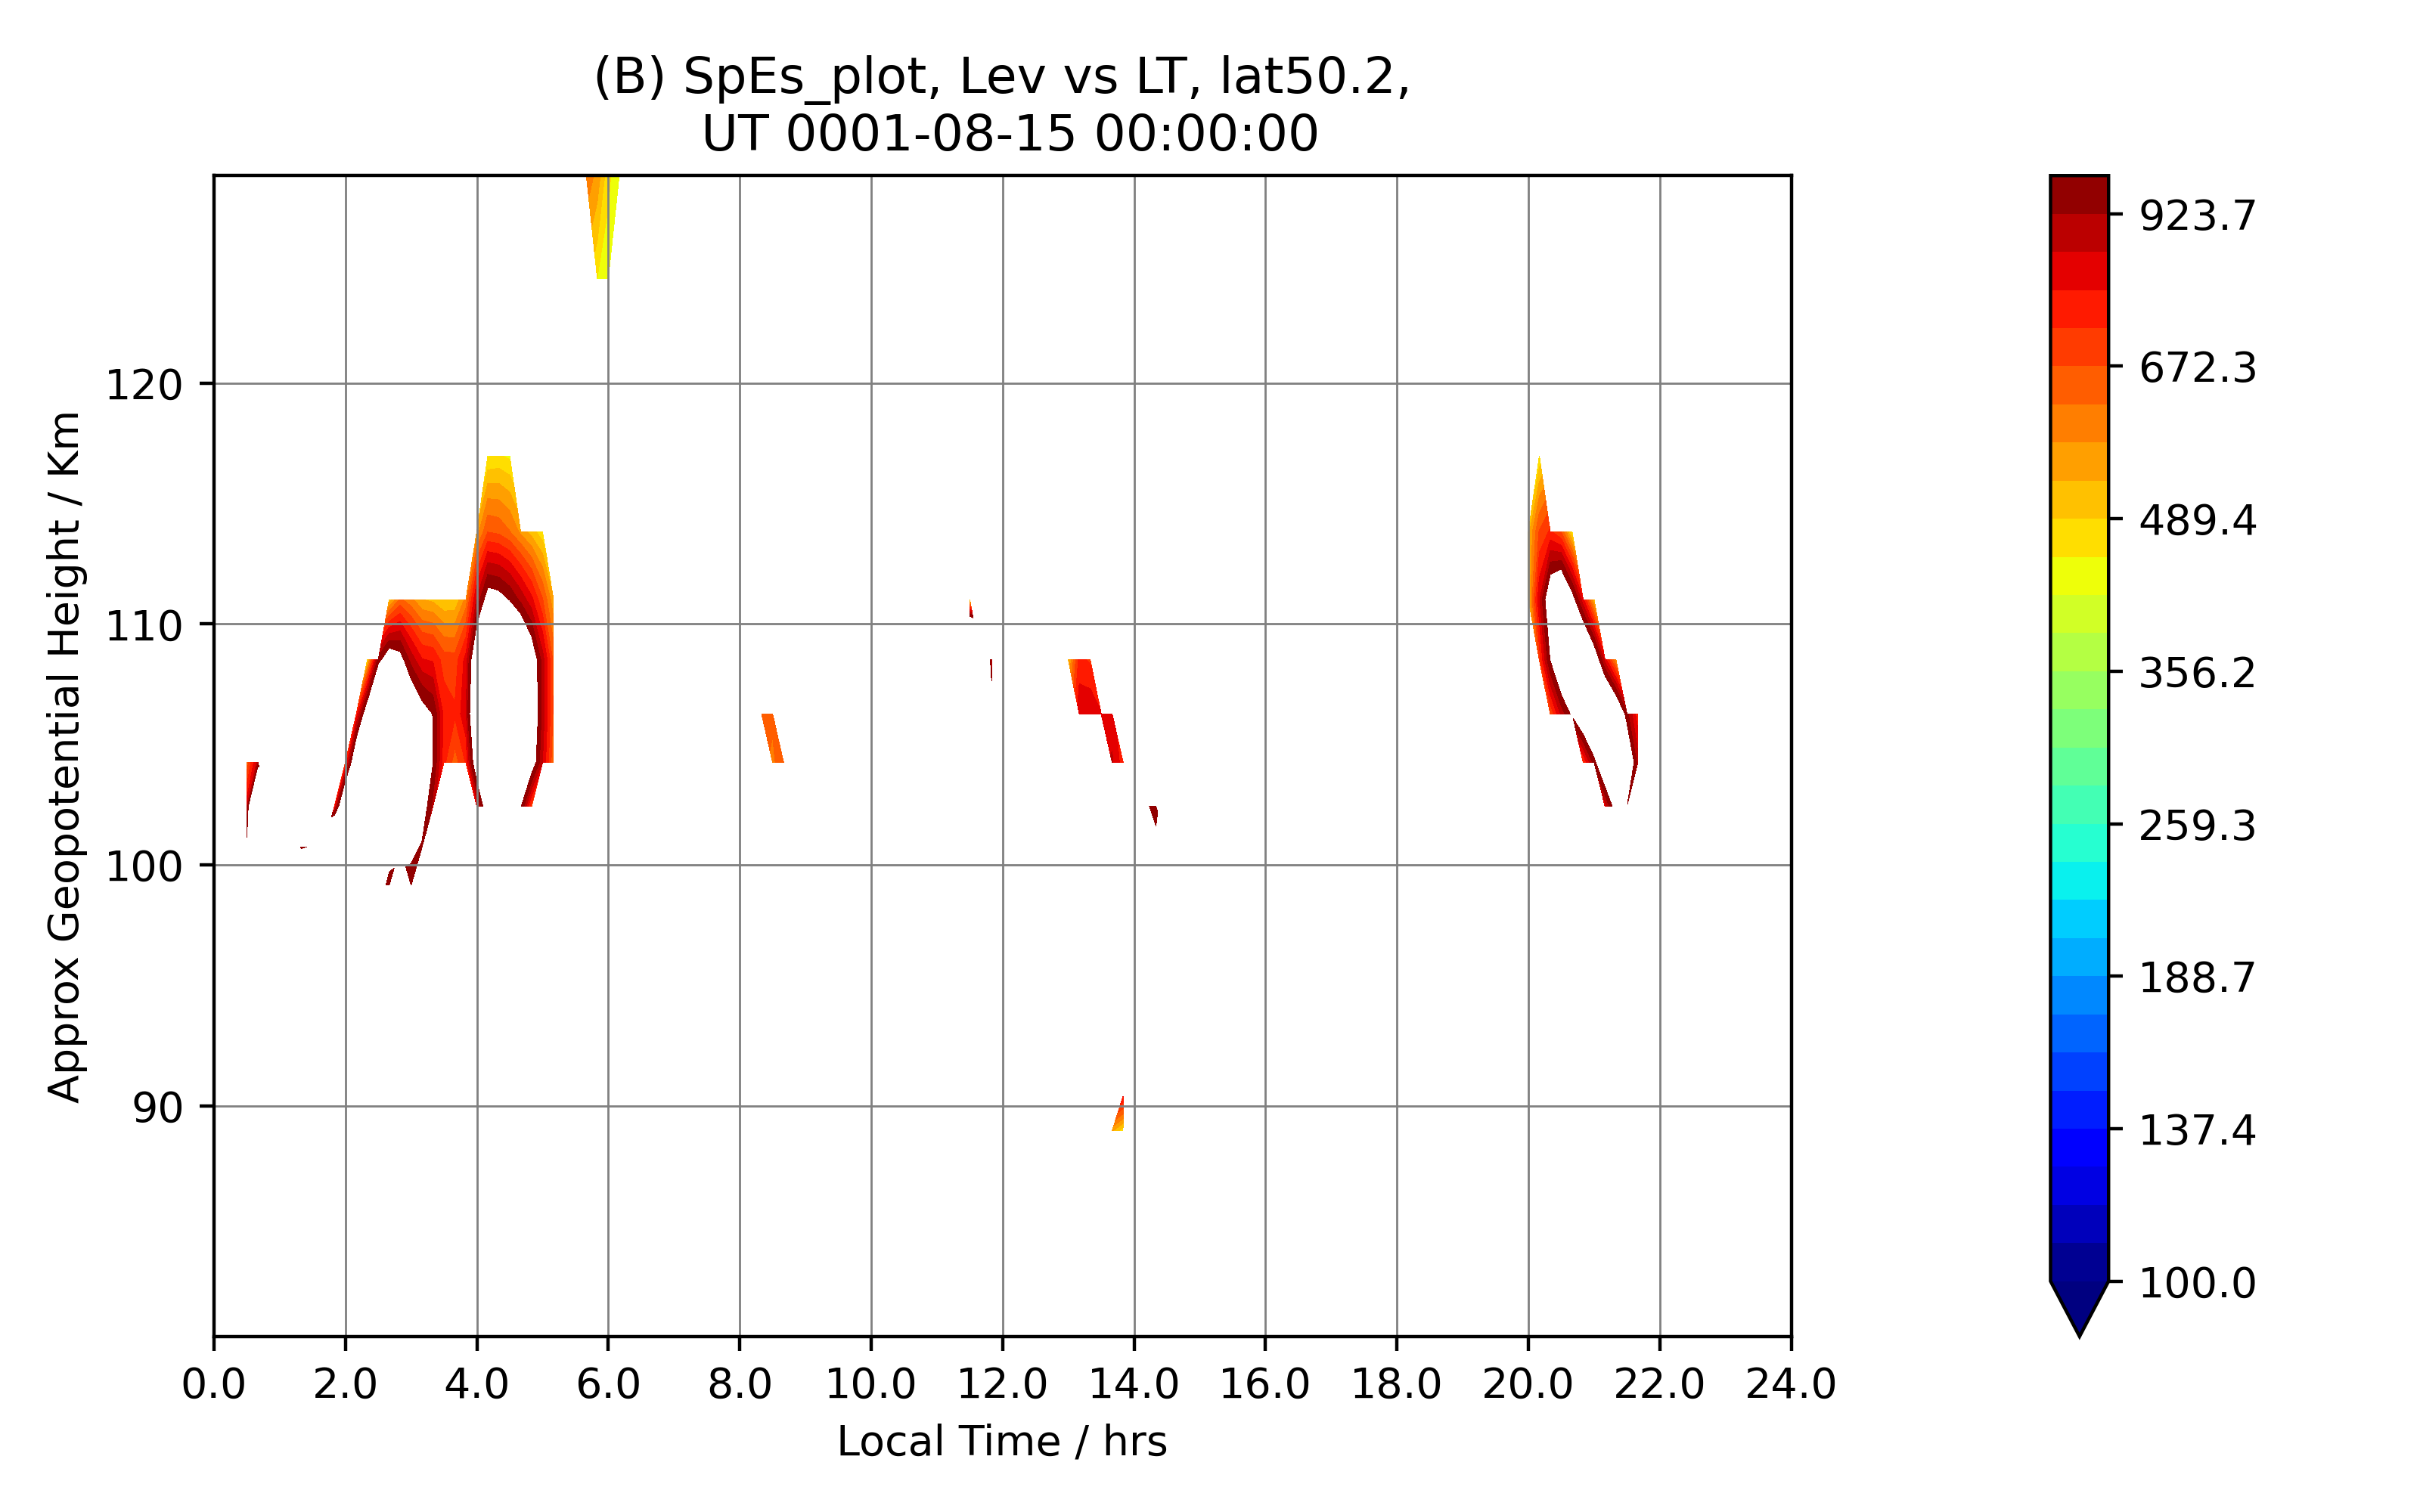 (B) SpEs_plot, Lev vs LT, lat50.2,
UT 0001-08-15 00:00:00
Approx Geopotential Height / Km
120
110
100
90
0.0 2.0 4.0 6.0 8.0 10.0 12.0 14.0 16.0 18.0 20.0 22.0 24.0
Local Time / hrs
923.7
672.3
489.4
356.2
259.3
188.7
137.4
100.0